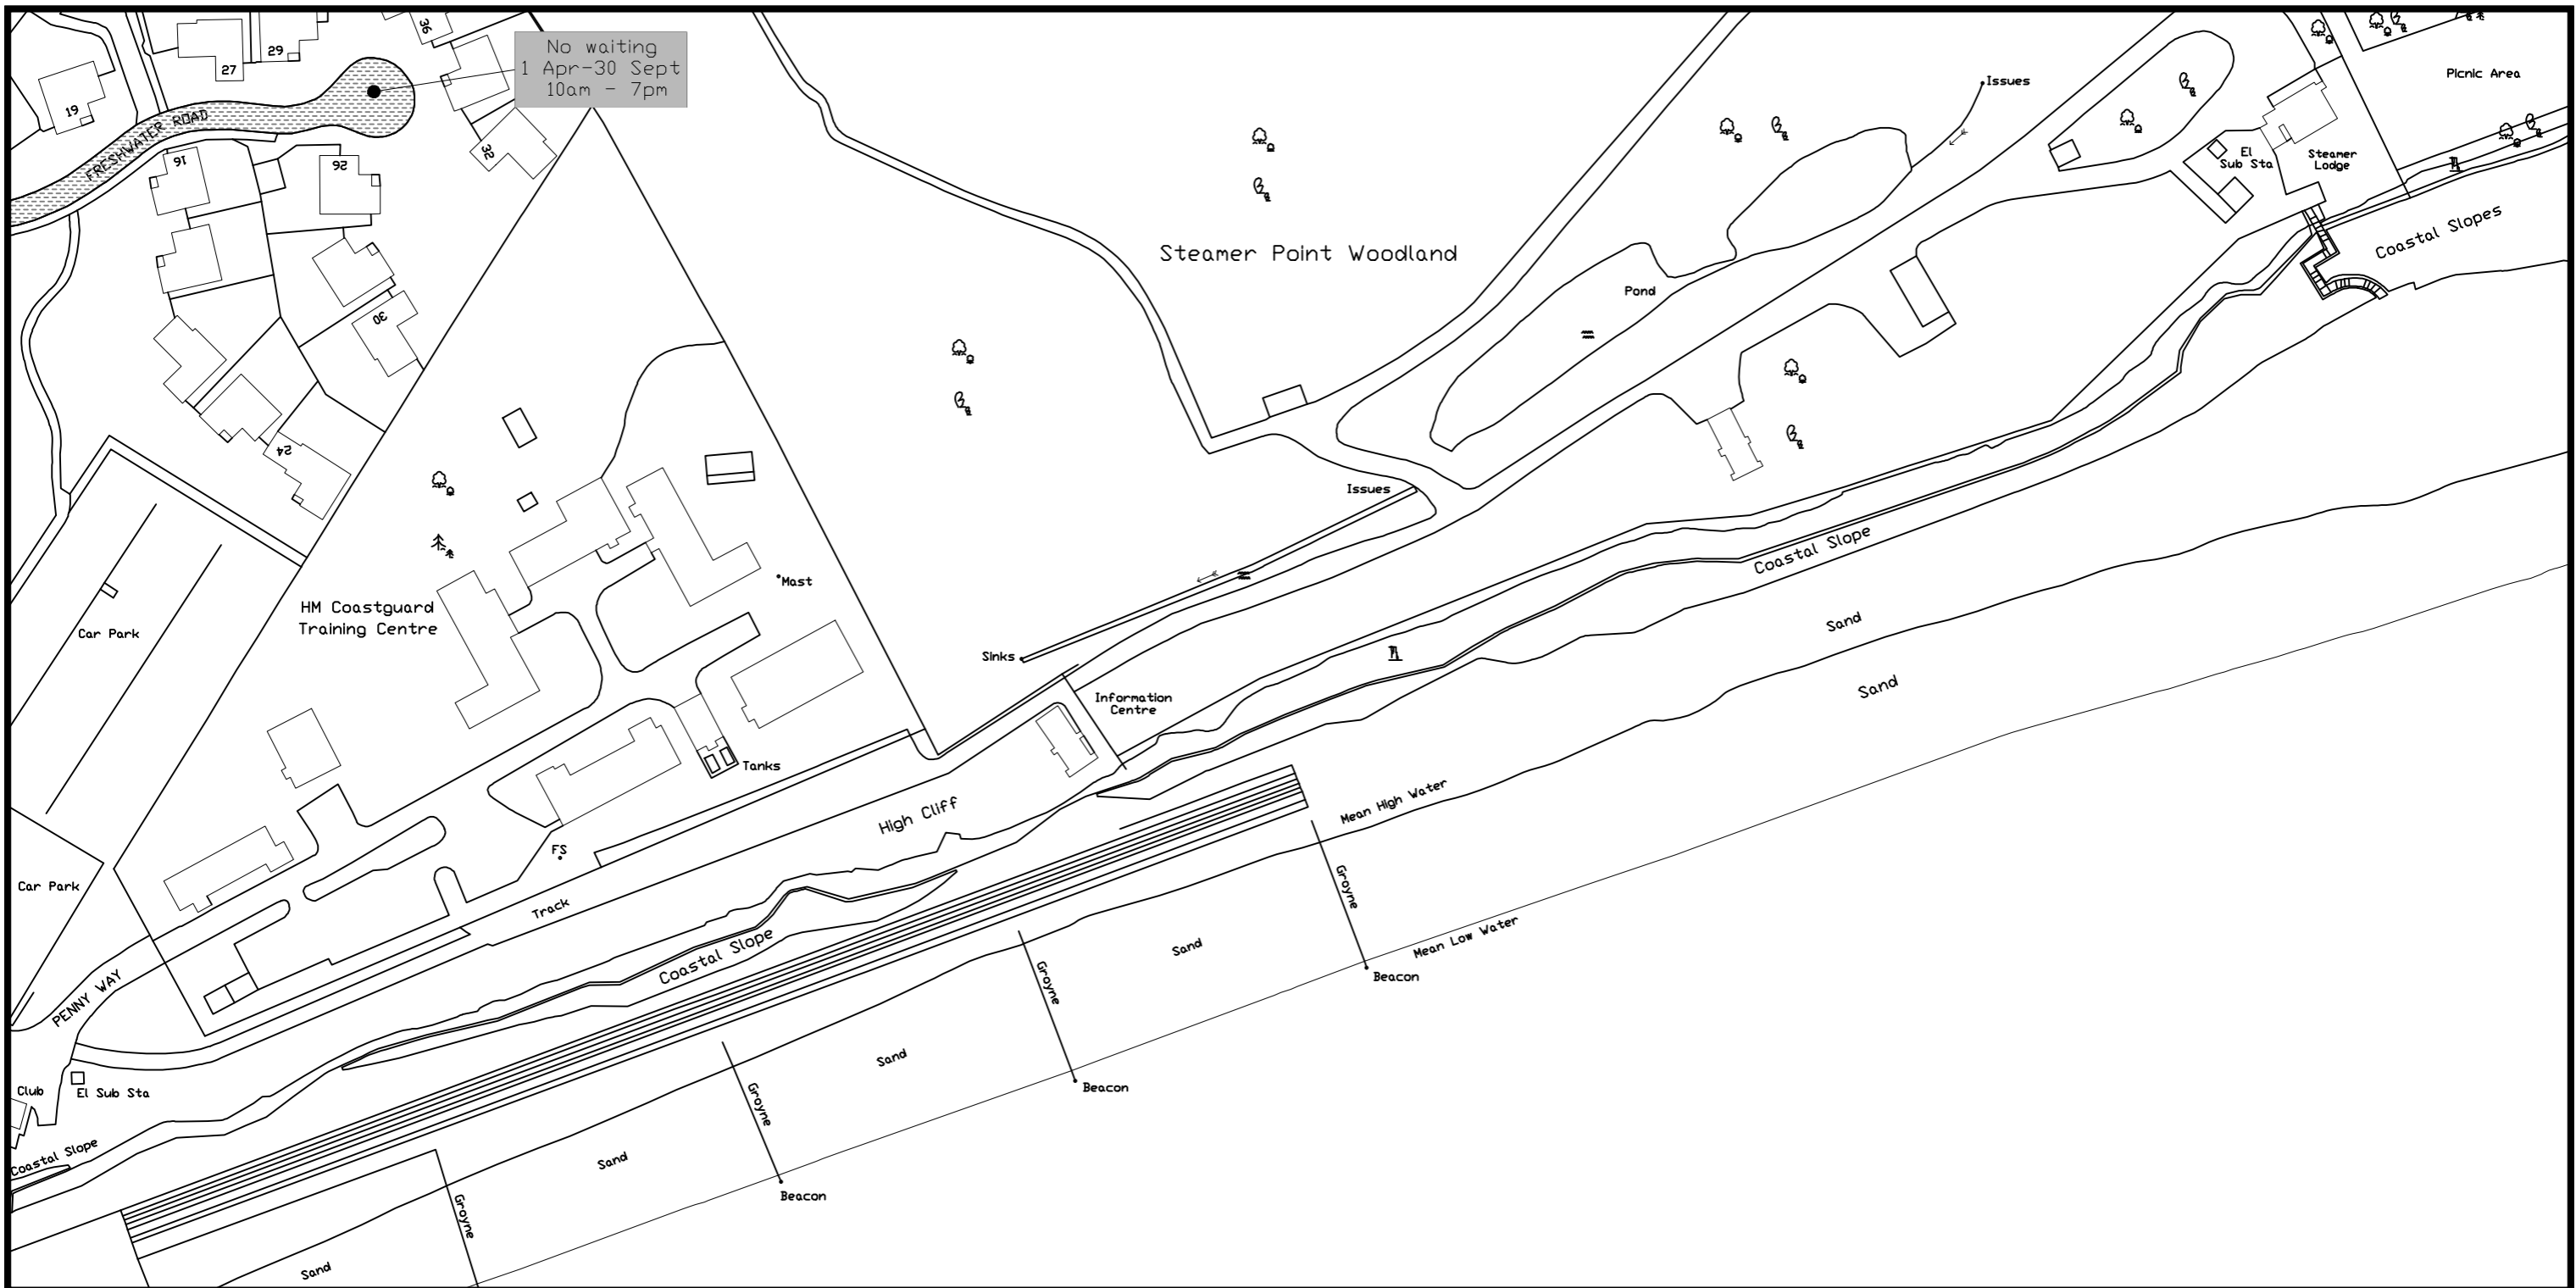 36
29
27
19
No waiting
1 Apr-30 Sept
10am - 7pm
FRESHWATER ROAD
16
26
32
30
24
Issues
Picnic Area
El
Sub Sta
Steamer
Lodge
Coastal Slopes
Steamer Point Woodland
Pond
Issues
Coastal Slope
Mast
HM Coastguard
Training Centre
Car Park
Sinks
Information
Centre
Sand
Sand
Tanks
High Cliff
Mean High Water
FS
Car Park
Track
Groyne
Coastal Slope
Sand
Mean Low Water
Groyne
Beacon
PENNY WAY
Sand
Club
El Sub Sta
Groyne
Beacon
Coastal Slope
Sand
Beacon
Groyne
Sand